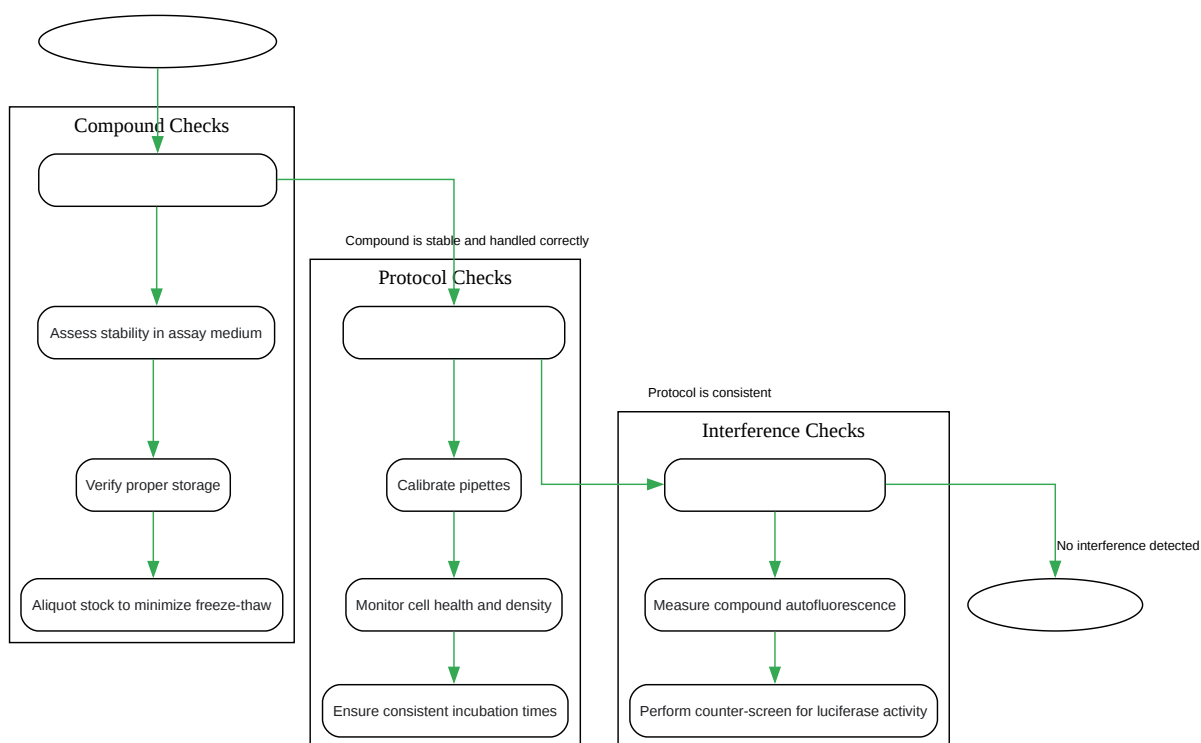 Compound Checks
Compound is stable and handled correctly
Protocol Checks
Assess stability in assay medium
Protocol is consistent
Interference Checks
Verify proper storage
Calibrate pipettes
No interference detected
Aliquot stock to minimize freeze-thaw
Monitor cell health and density
Measure compound autofluorescence
Ensure consistent incubation times
Perform counter-screen for luciferase activity